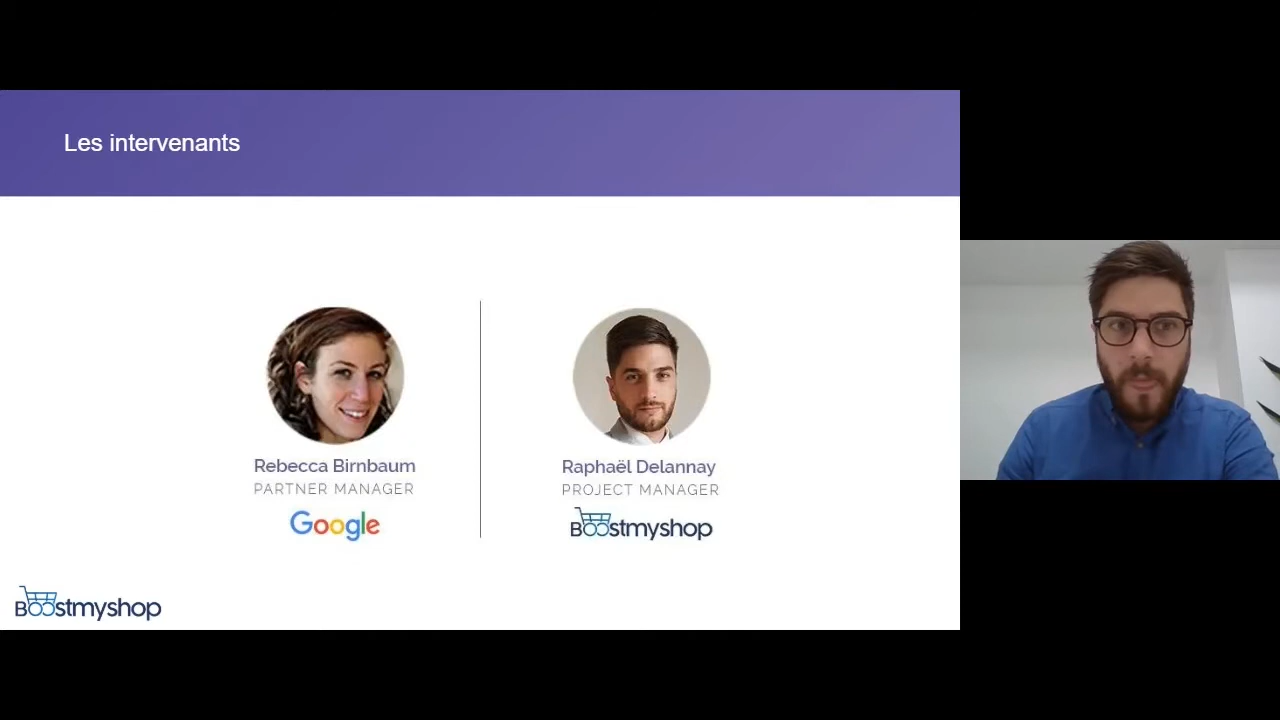 Les intervenants
Rebecca Birnbaum
PARTNER MANAGER
Google
Raphaël Delannay
PROJECT MANAGER
Boostmyshop
Boostmyshop